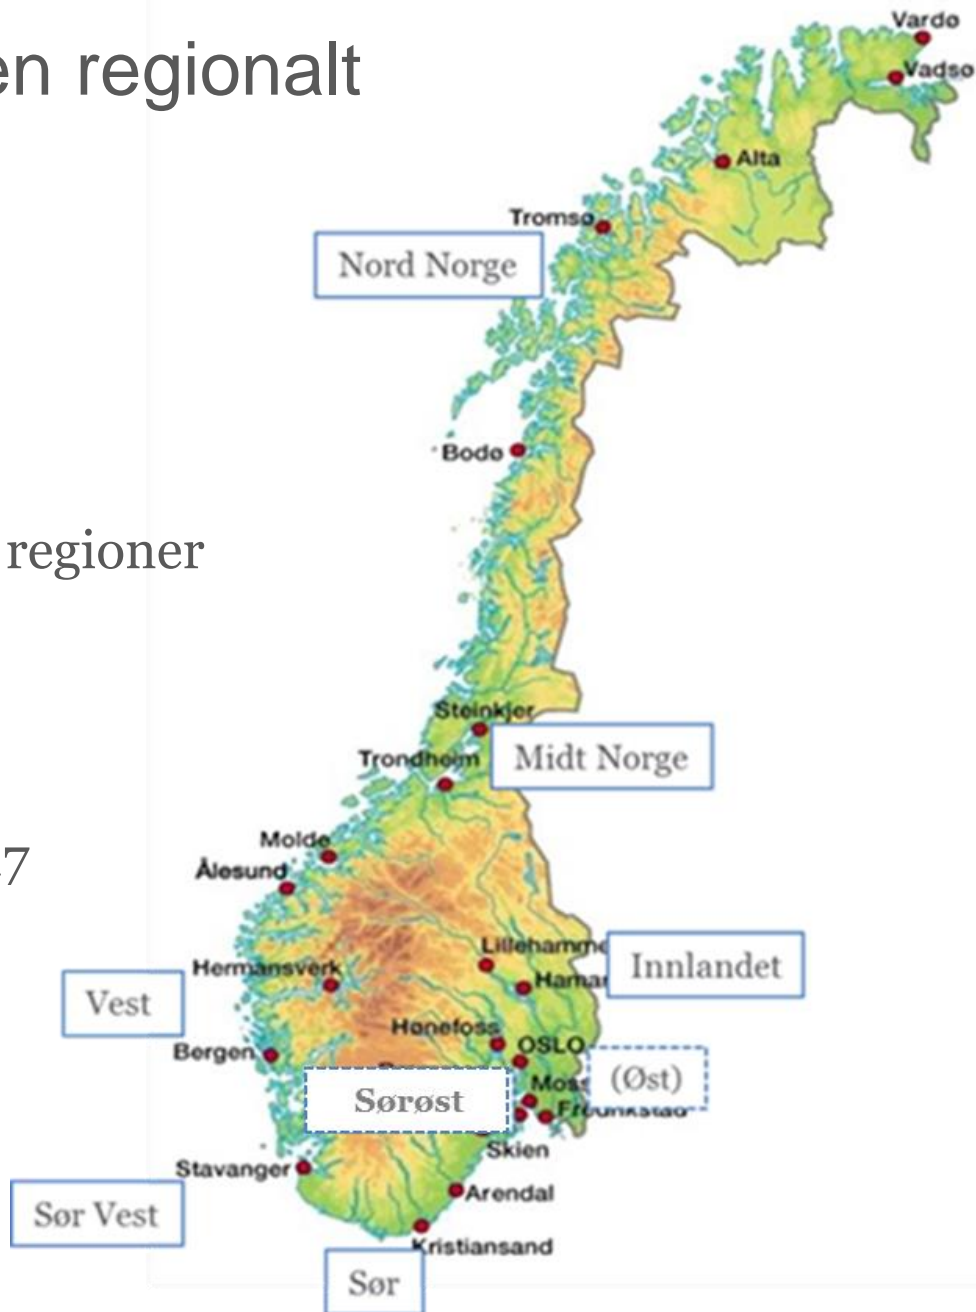 en regionalt
Vardø
Vadsø
Alta
Tromsø
Nord Norge
Bodø
regioner
Steinkjer
Midt Norge
Trondheim
Molde
7
Ålesund
Lillehamme
Innlandet
Hermansverk
Hamar
Vest
Hønefoss
OSLO
Bergen
(Øst)
Moss
Sørøst
Skien
Stavanger
Arendal
Sør Vest
Kristiansand
Sør